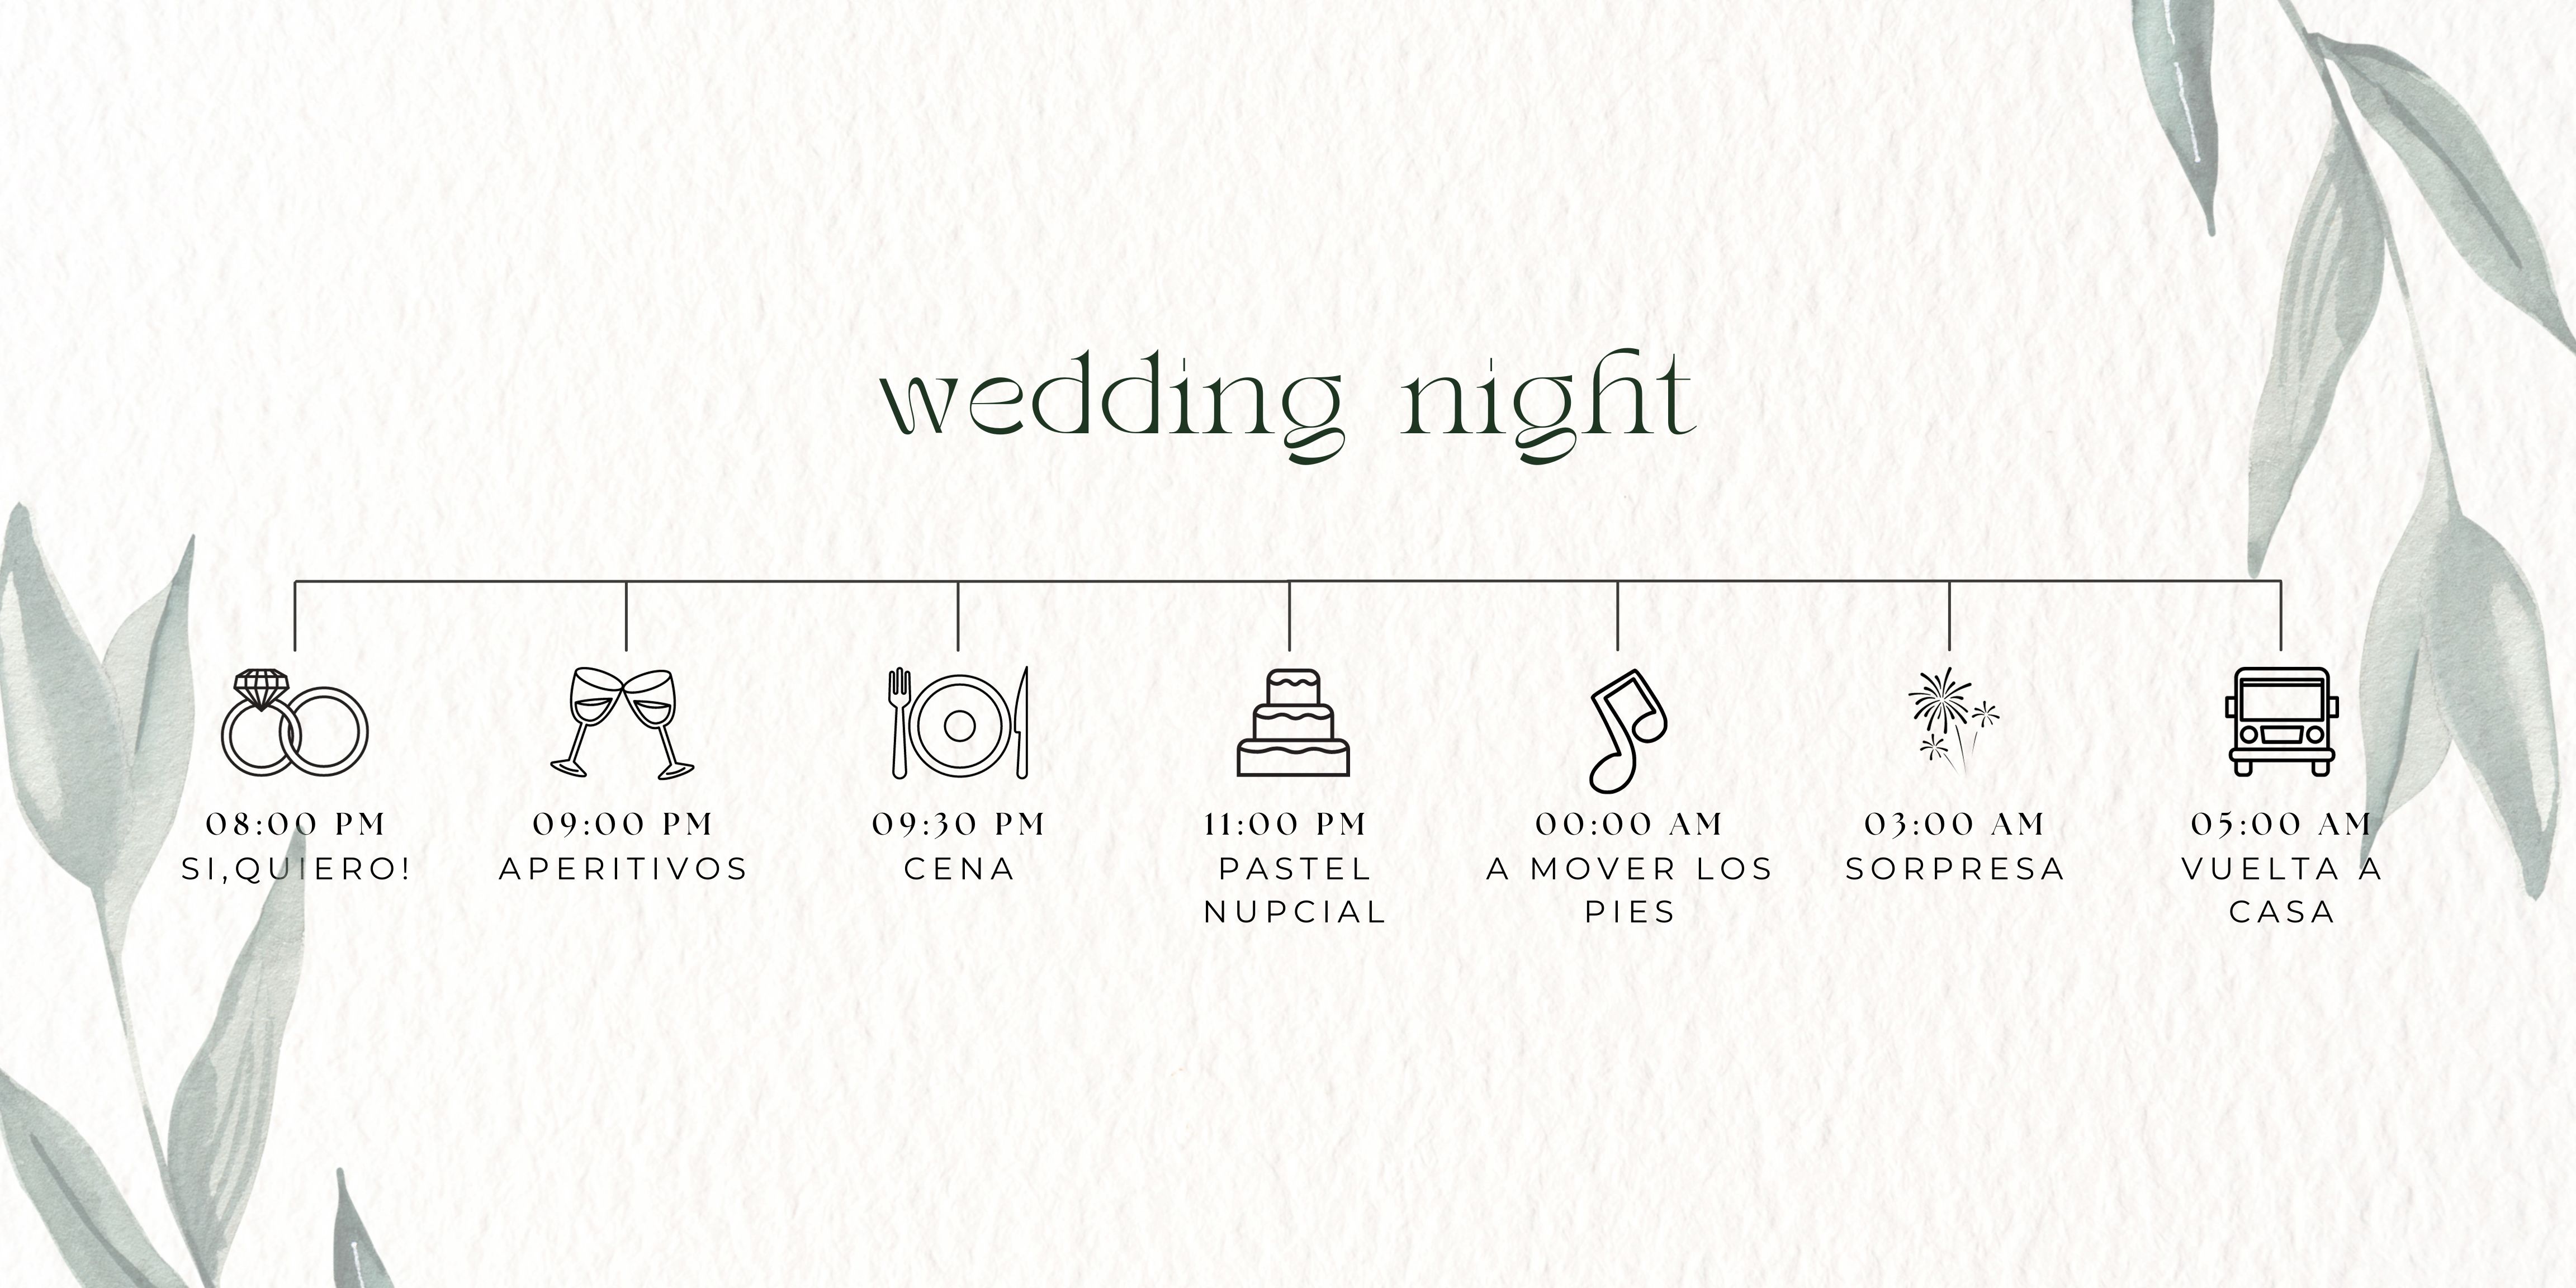 wedding night
08:00 PM
SI,QUIERO!
09:00 PM
APERITIVOS
09:30 PM
CENA
11:00 PM
PASTEL
NUPCIAL
00:00 AM
A MOVER LOS
PIES
03:00 AM
SORPRESA
05:00 AM
VUELTA A
CASA